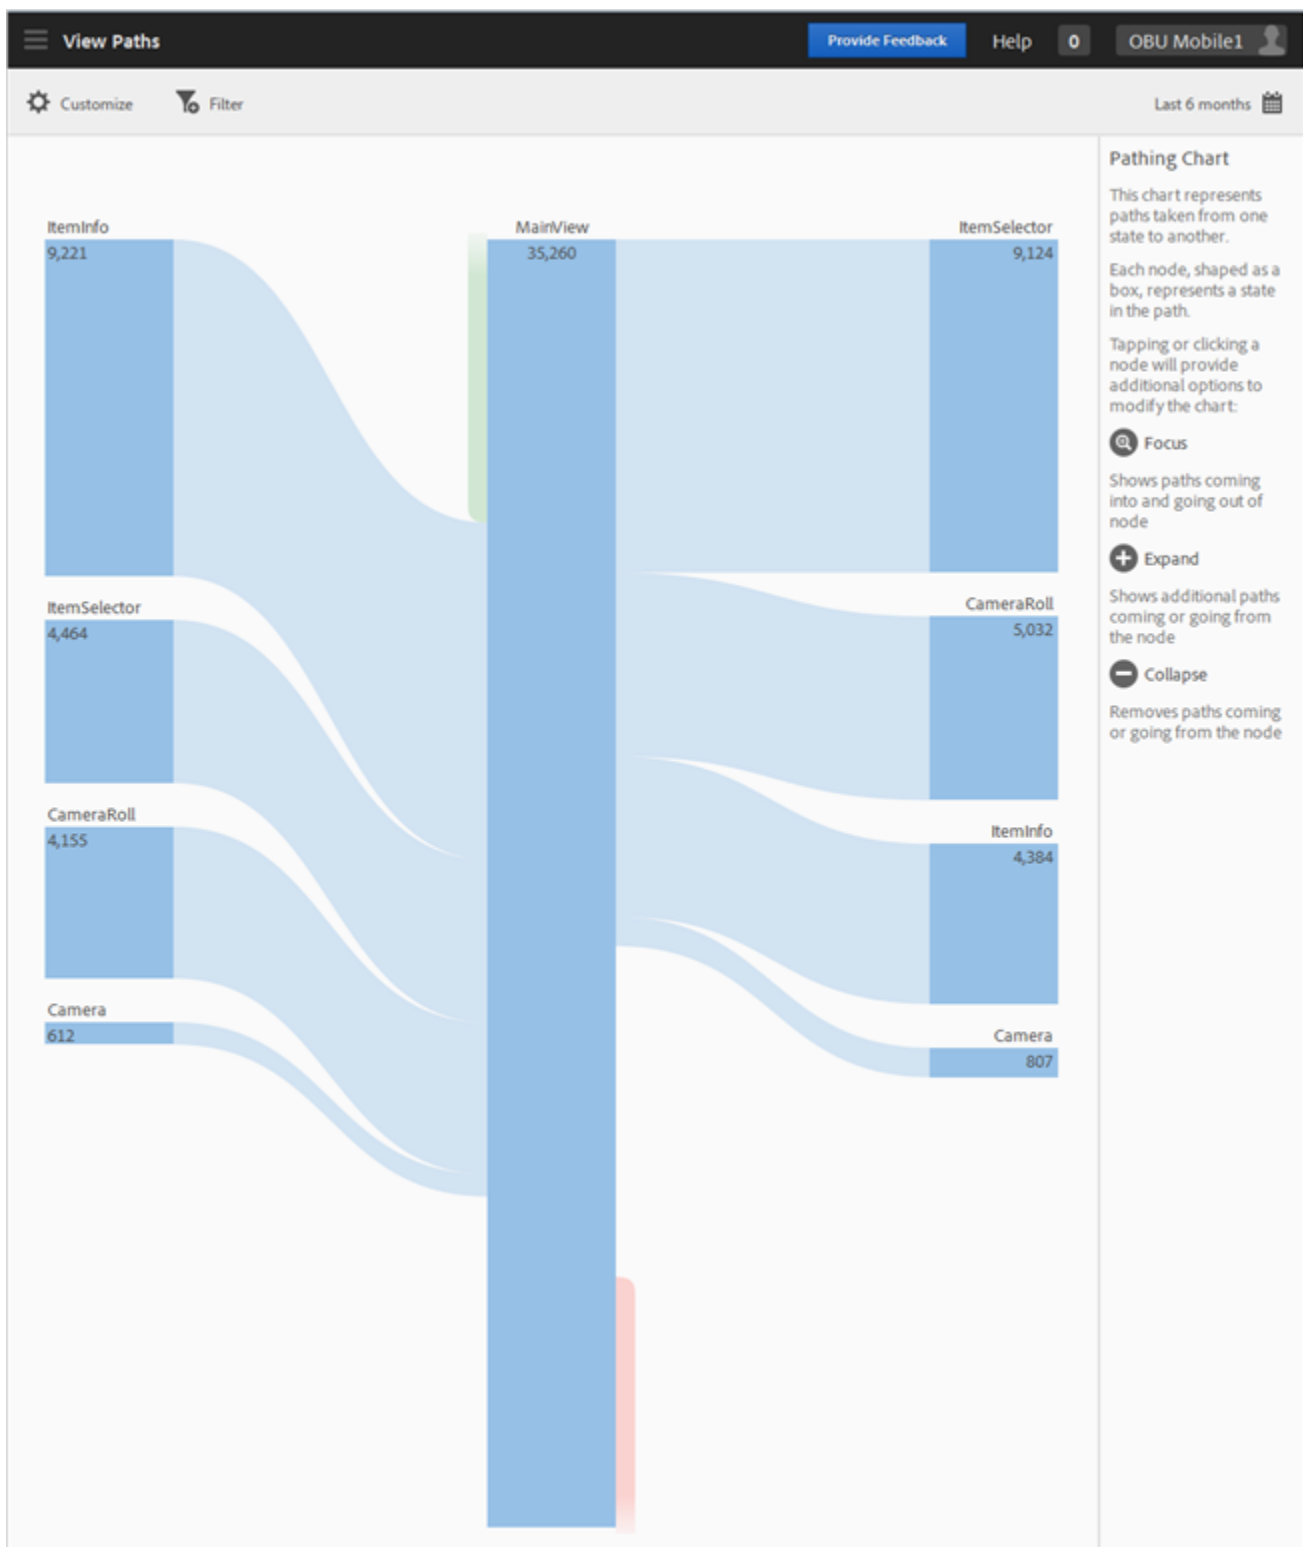 View Paths
Provide Feedback
Help
0
OBU Mobile1
Customize
Filter
Last 6 months
ItemInfo
9,221
ItemSelector
4,464
CameraRoll
4,155
Camera
612
MainView
35,260
ItemSelector
9,124
CameraRoll
5,032
ItemInfo
4,384
Camera
807
Pathing Chart
This chart represents
paths taken from one
state to another.
Each node, shaped as a
box, represents a state
in the path.
Tapping or clicking a
node will provide
additional options to
modify the chart:
Focus
Shows paths coming
into and going out of
node
Expand
Shows additional paths
coming or going from
the node
Collapse
Removes paths coming
or going from the node